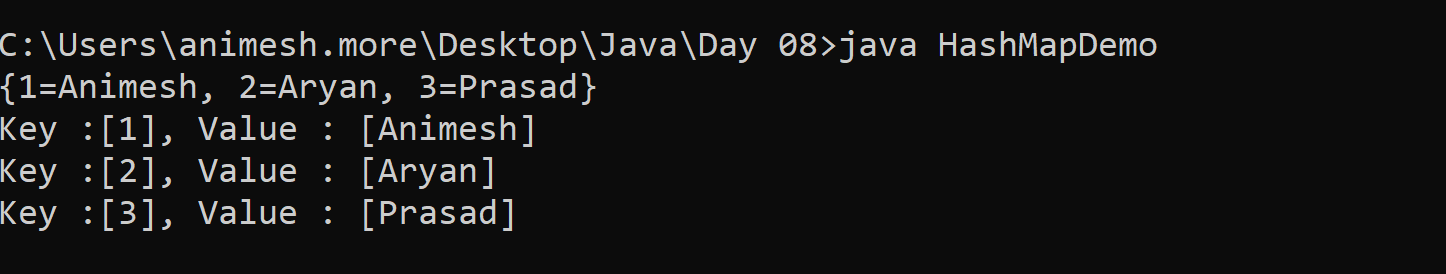 C:\Users\animesh.more\Desktop\Java\Day 08>java HashMapDemo
{1=Animesh, 2=Aryan, 3=Prasad}
Key :[1], Value : [Animesh]
Key :[2], Value : [Aryan]
Key :[3], Value : [Prasad]